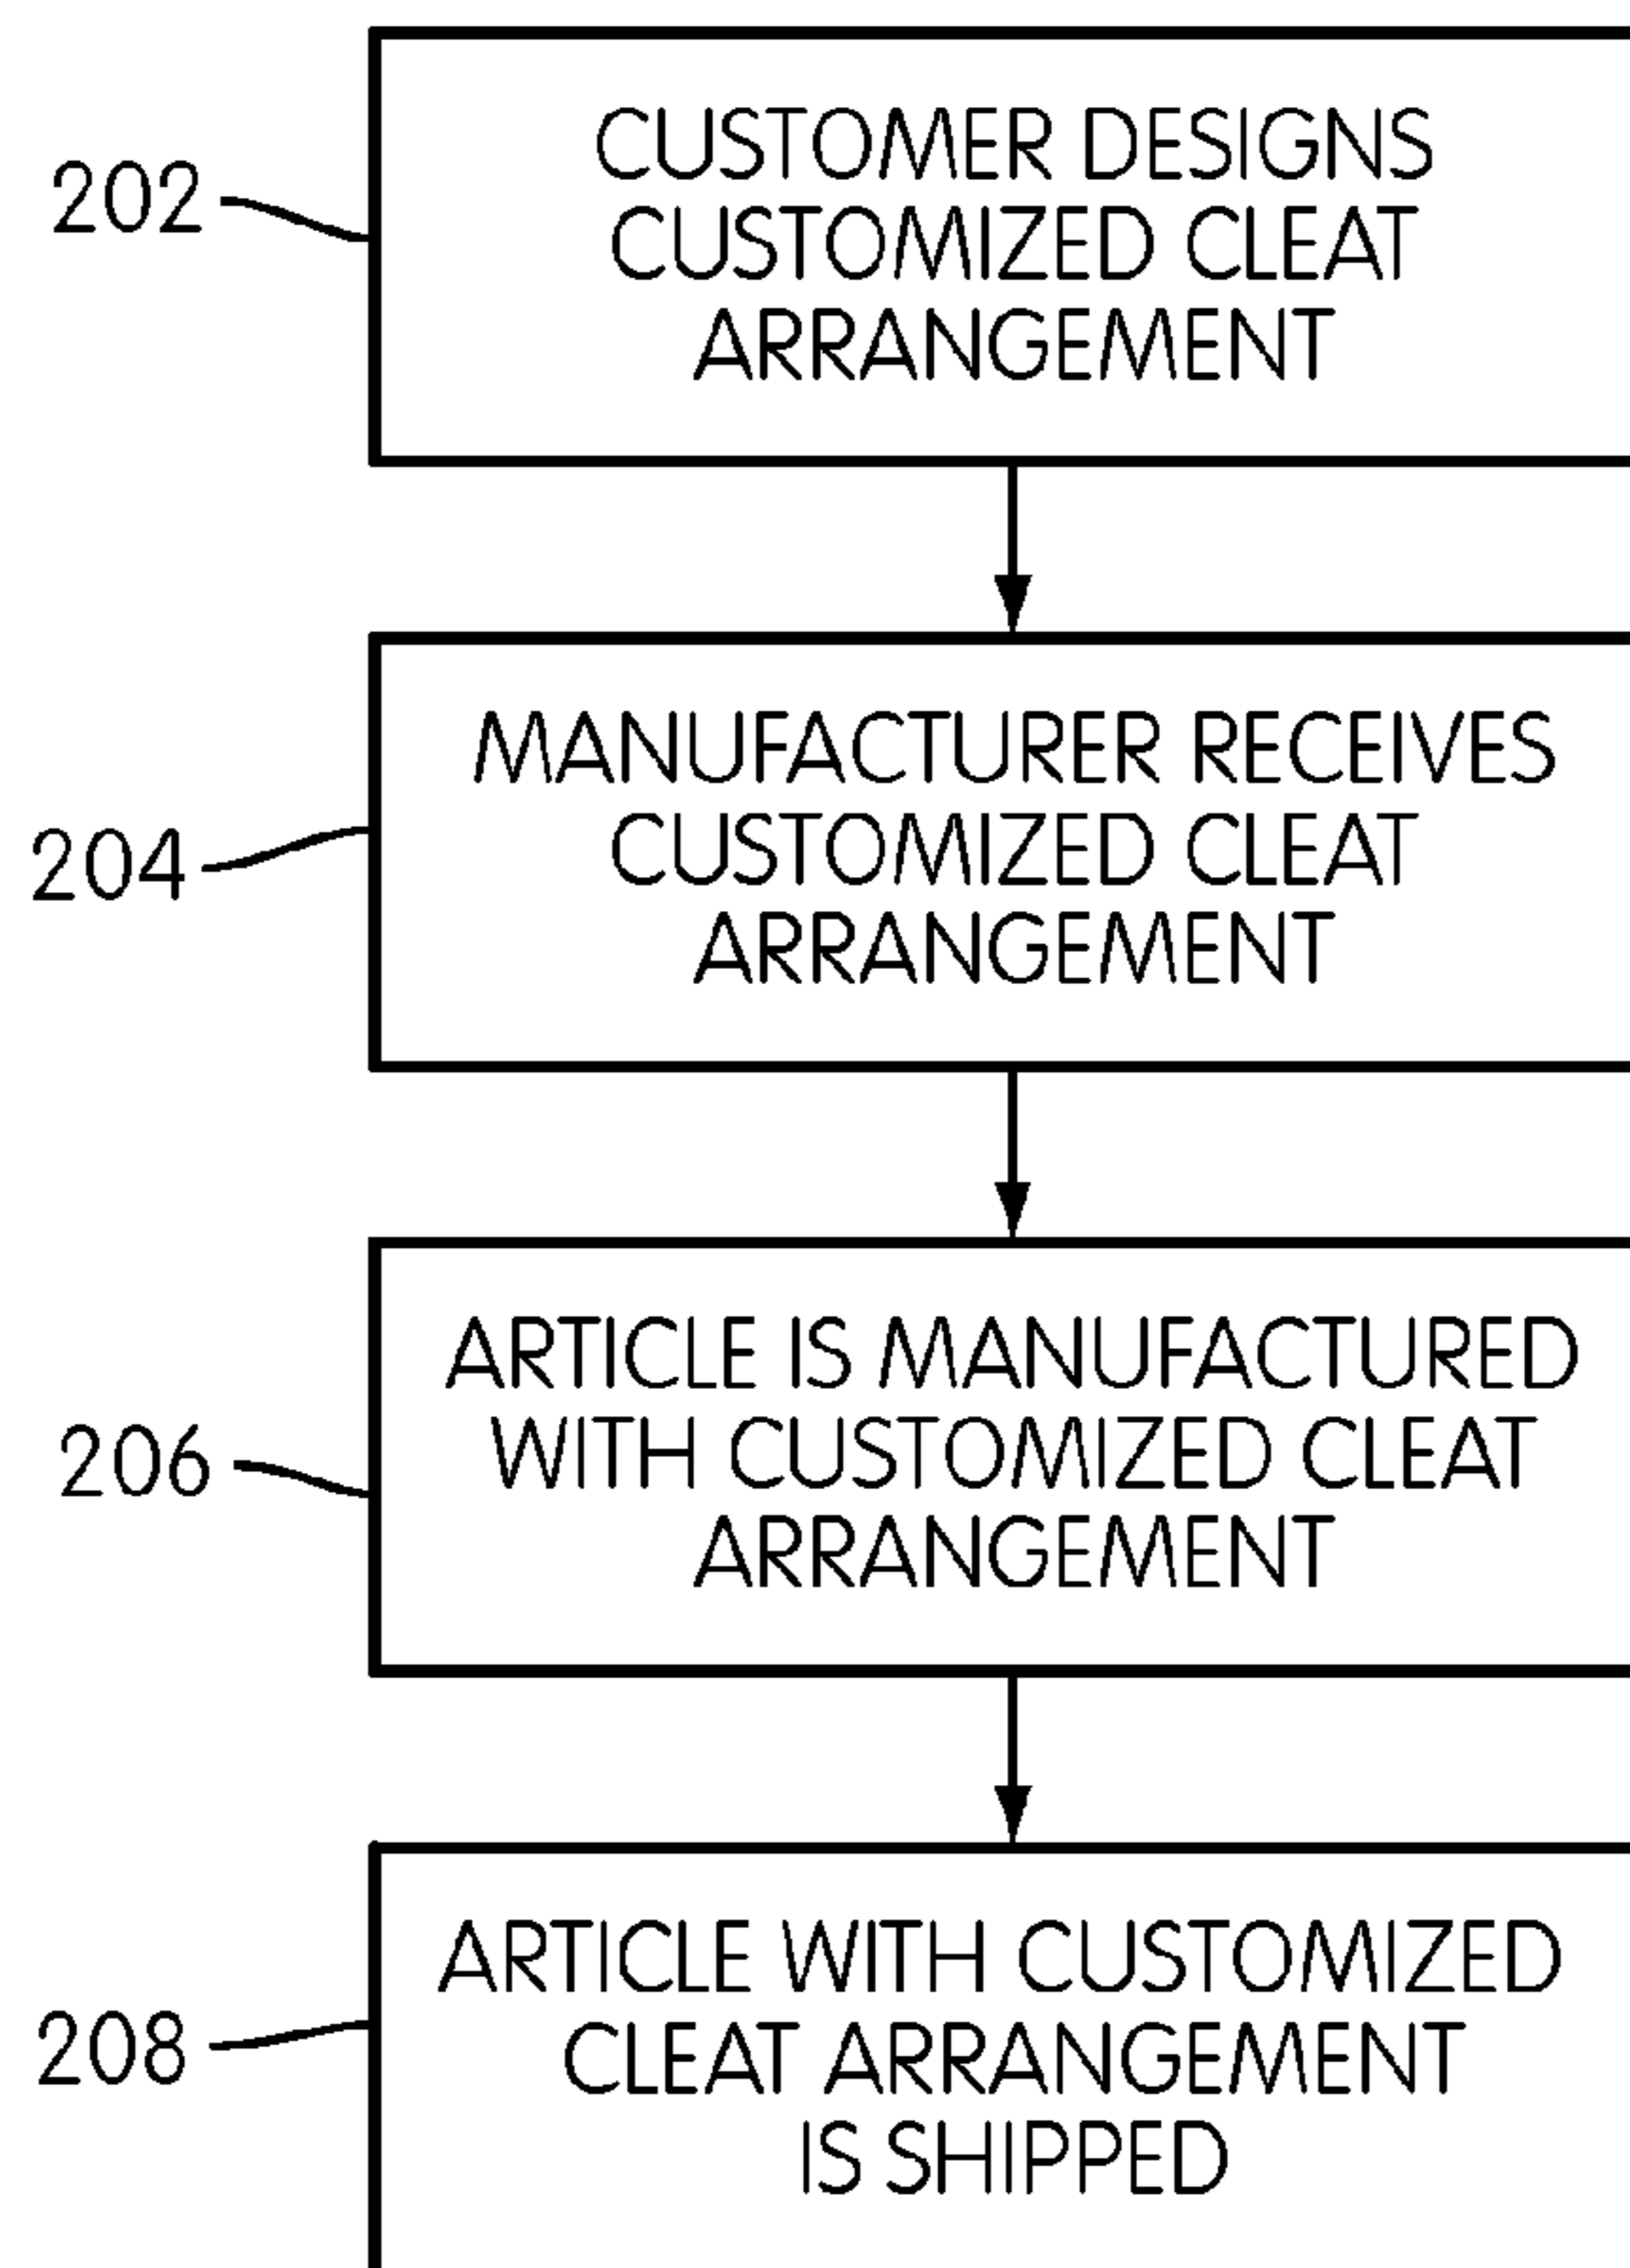 202
CUSTOMER DESIGNS
CUSTOMIZED CLEAT
ARRANGEMENT
204
MANUFACTURER RECEIVES
CUSTOMIZED CLEAT
ARRANGEMENT
206
ARTICLE IS MANUFACTURED
WITH CUSTOMIZED CLEAT
ARRANGEMENT
208
ARTICLE WITH CUSTOMIZED
CLEAT ARRANGEMENT
IS SHIPPED